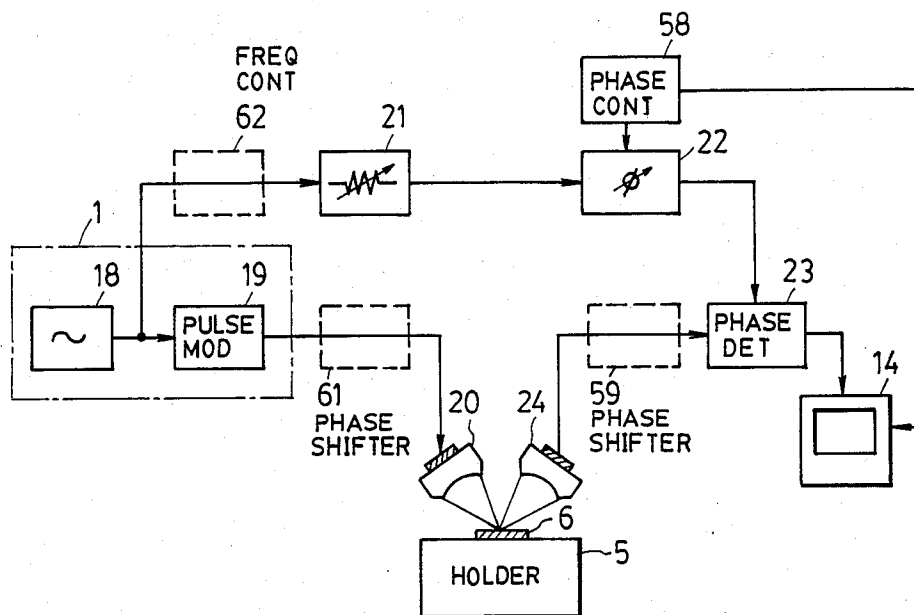 58
FREQ
CONT
62
PHASE
CONT
21
22
φ
1
18
19
23
PULSE
MOD
PHASE
DET
61
PHASE
SHIFTER
20
24
59
PHASE
SHIFTER
14
6
5
HOLDER